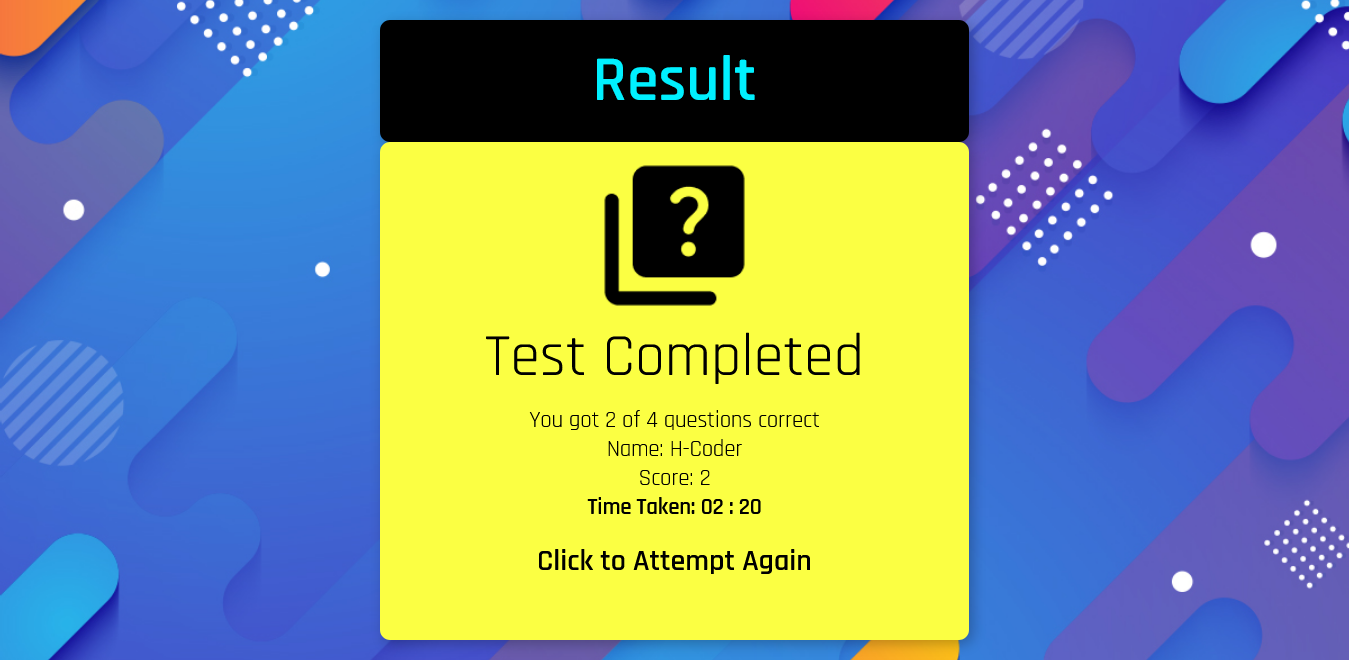 Result
?
Test Completed
You got 2 of 4 questions correct
Name: H-Coder
Score: 2
Time Taken: 02 : 20
Click to Attempt Again